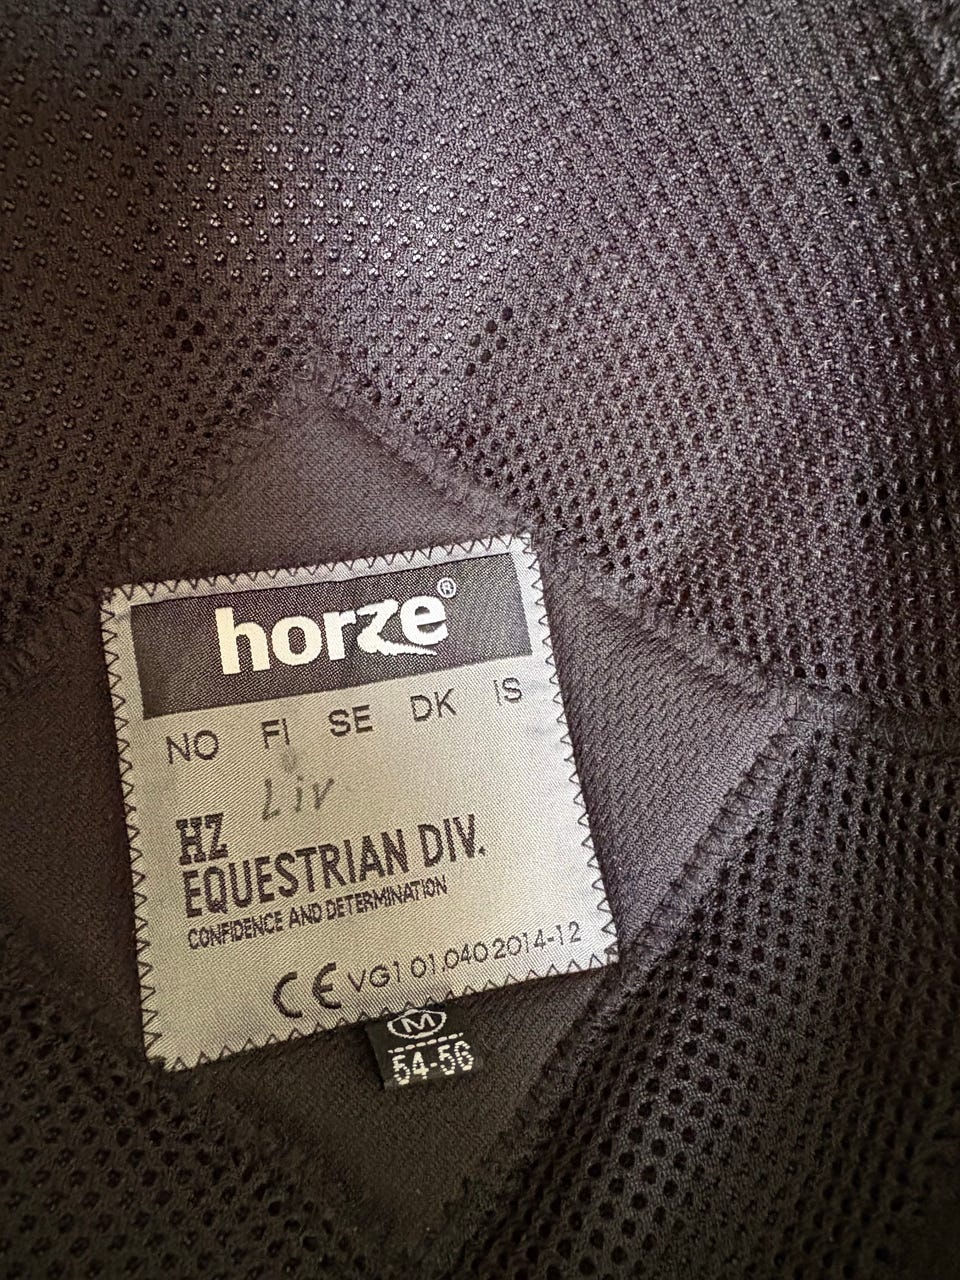 horze®
NO FI SE DK IS
Liv
HZ
EQUESTRIAN DIV.
CONFIDENCE AND DETERMINATION
CE VG1 01.040 2014-12
M
54-56